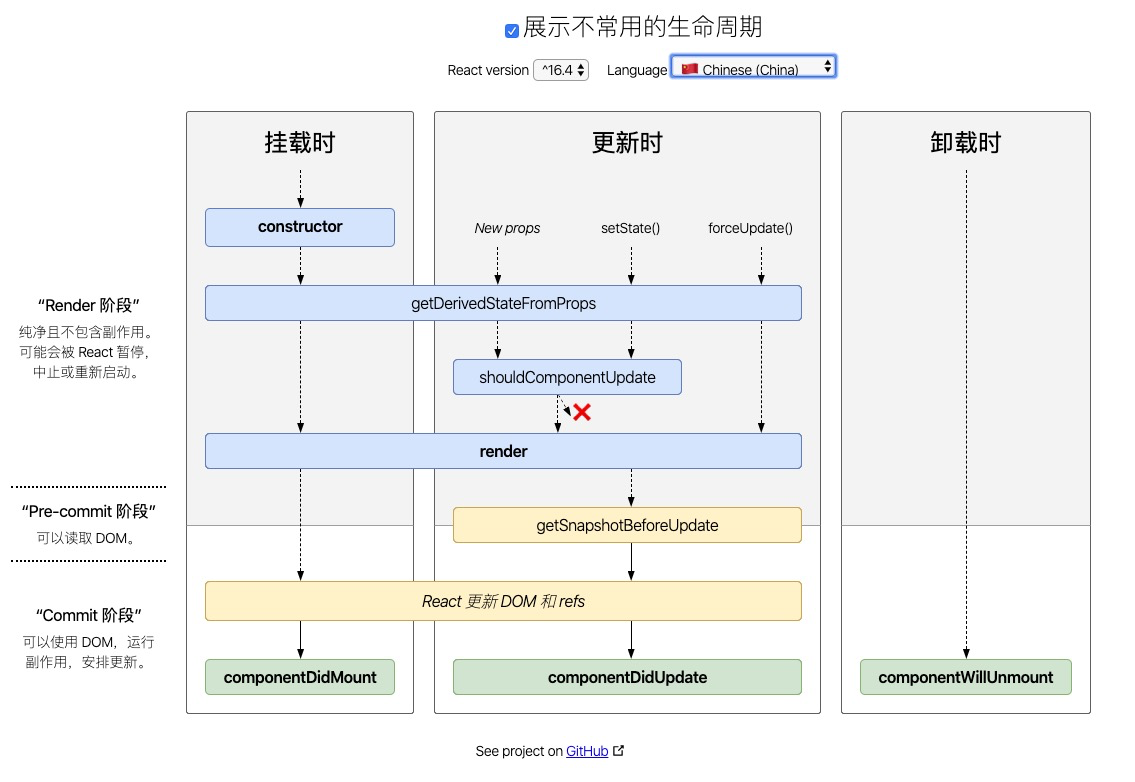 展示不常用的生命周期
React version ^16.4 Language Chinese (China)
挂载时
更新时
卸载时
constructor
New props
setState()
forceUpdate()
“Render 阶段”
纯净且不包含副作用。
可能会被 React 暂停，
中止或重新启动。
getDerivedStateFromProps
shouldComponentUpdate
render
“Pre-commit 阶段”
可以读取 DOM。
getSnapshotBeforeUpdate
React 更新 DOM 和 refs
“Commit 阶段”
可以使用 DOM，运行
副作用，安排更新。
componentDidMount
componentDidUpdate
componentWillUnmount
See project on GitHub